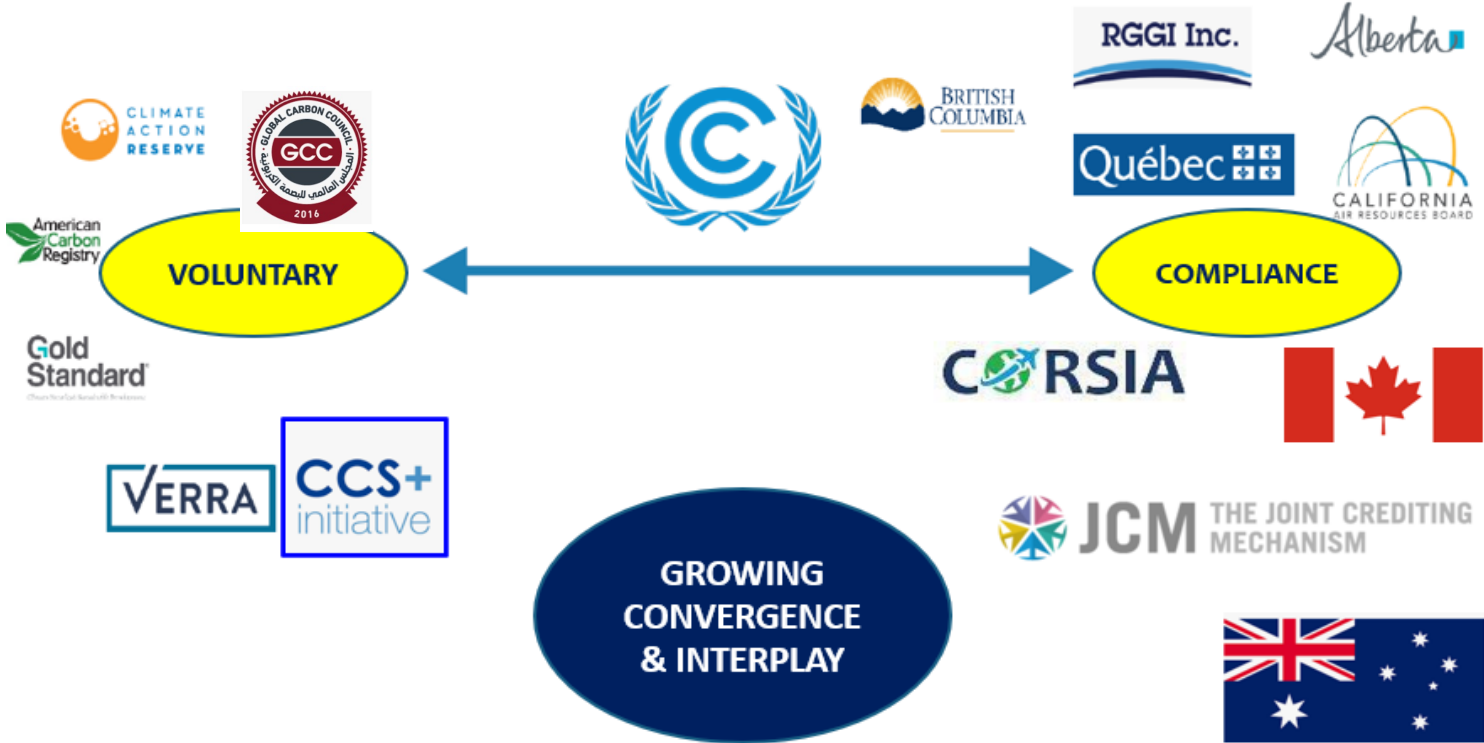 RGGI Inc.
Alberta
CLIMATE
ACTION
RESERVE
GLOBAL CARBON COUNCIL
GCC
المجلس العالمي للبصمة الكربونية
2016
BRITISH
COLUMBIA
Québec
CALIFORNIA
AIR RESOURCES BOARD
American
Carbon
Registry
VOLUNTARY
COMPLIANCE
Gold
Standard
CORSIA
VERRA
CCS+
initiative
JCM THE JOINT CREDITING
MECHANISM
GROWING
CONVERGENCE
& INTERPLAY